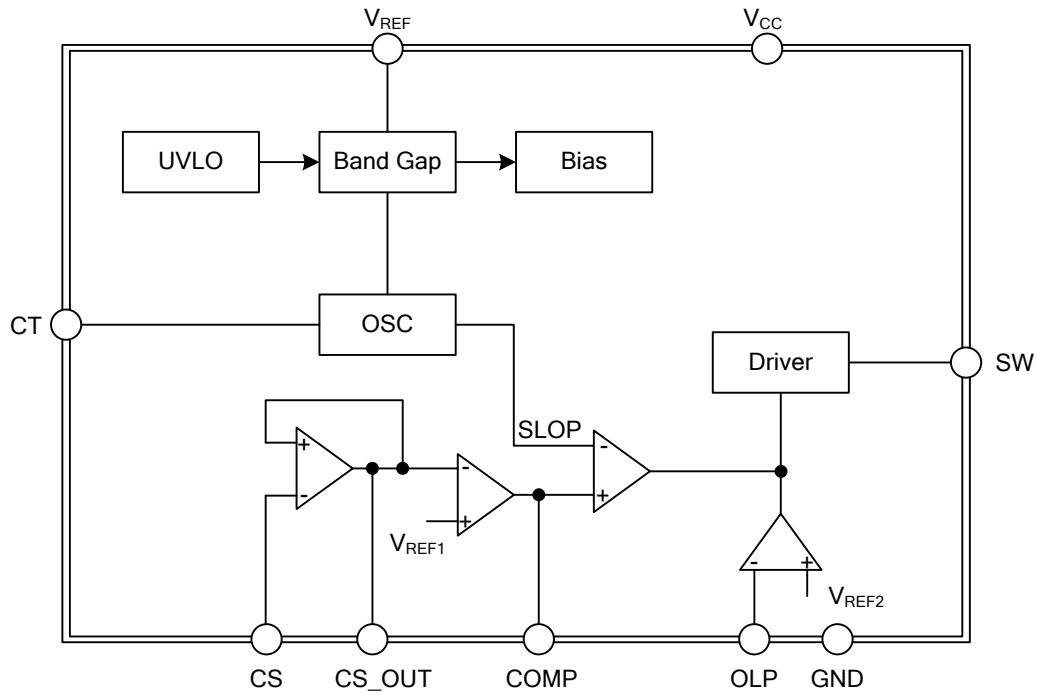 VREF
VCC
UVLO
Band Gap
Bias
CT
OSC
Driver
SW
SLOP
+
-
-
+
-
+
VREF1
-
+
VREF2
CS
CS_OUT
COMP
OLP
GND